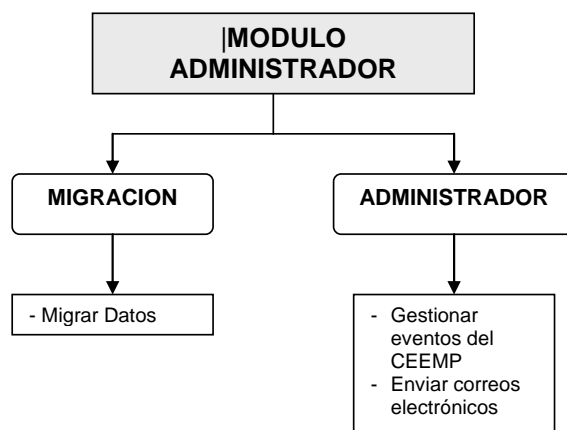 |MODULO
ADMINISTRADOR
MIGRACION
ADMINISTRADOR
- Migrar Datos
- Gestionar
eventos del
CEEMP
- Enviar correos
electrónicos